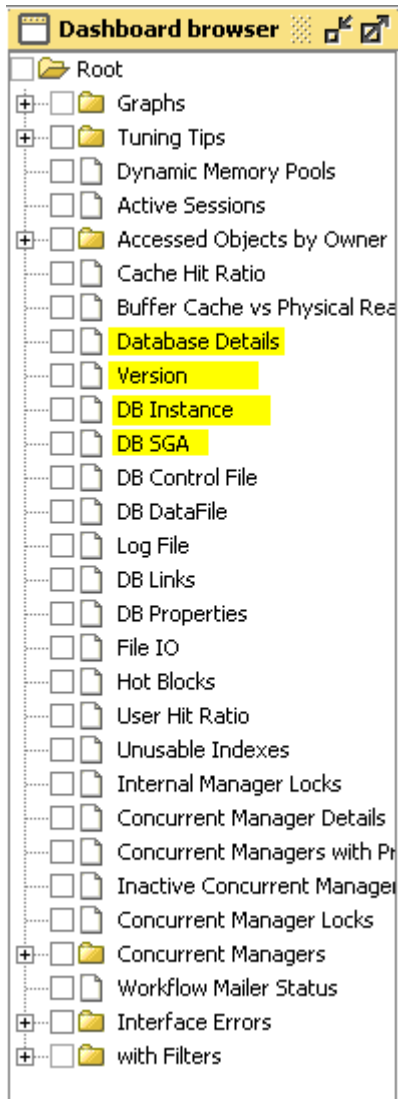 Dashboard browser
Root
Graphs
Tuning Tips
Dynamic Memory Pools
Active Sessions
Accessed Objects by Owner
Cache Hit Ratio
Buffer Cache vs Physical Rea
Database Details
Version
DB Instance
DB SGA
DB Control File
DB DataFile
Log File
DB Links
DB Properties
File IO
Hot Blocks
User Hit Ratio
Unusable Indexes
Internal Manager Locks
Concurrent Manager Details
Concurrent Managers with Pr
Inactive Concurrent Manager
Concurrent Manager Locks
Concurrent Managers
Workflow Mailer Status
Interface Errors
with Filters